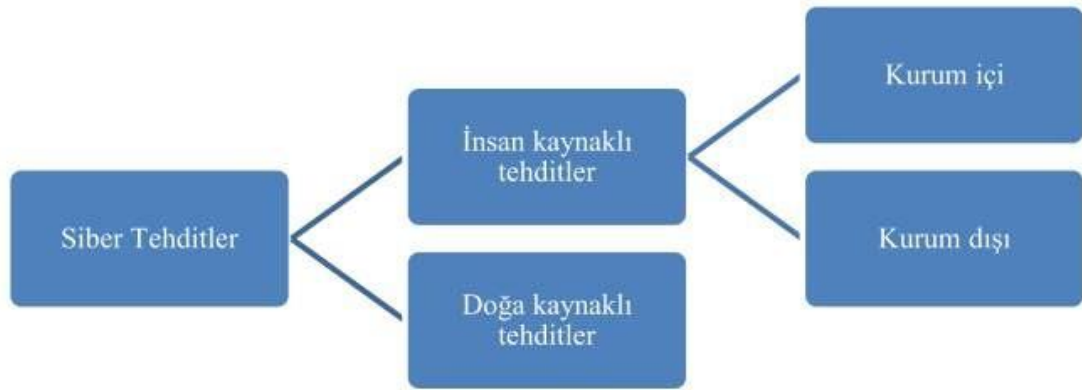 Siber Tehditler
İnsan kaynaklı
tehditler
Doğa kaynaklı
tehditler
Kurum içi
Kurum dışı